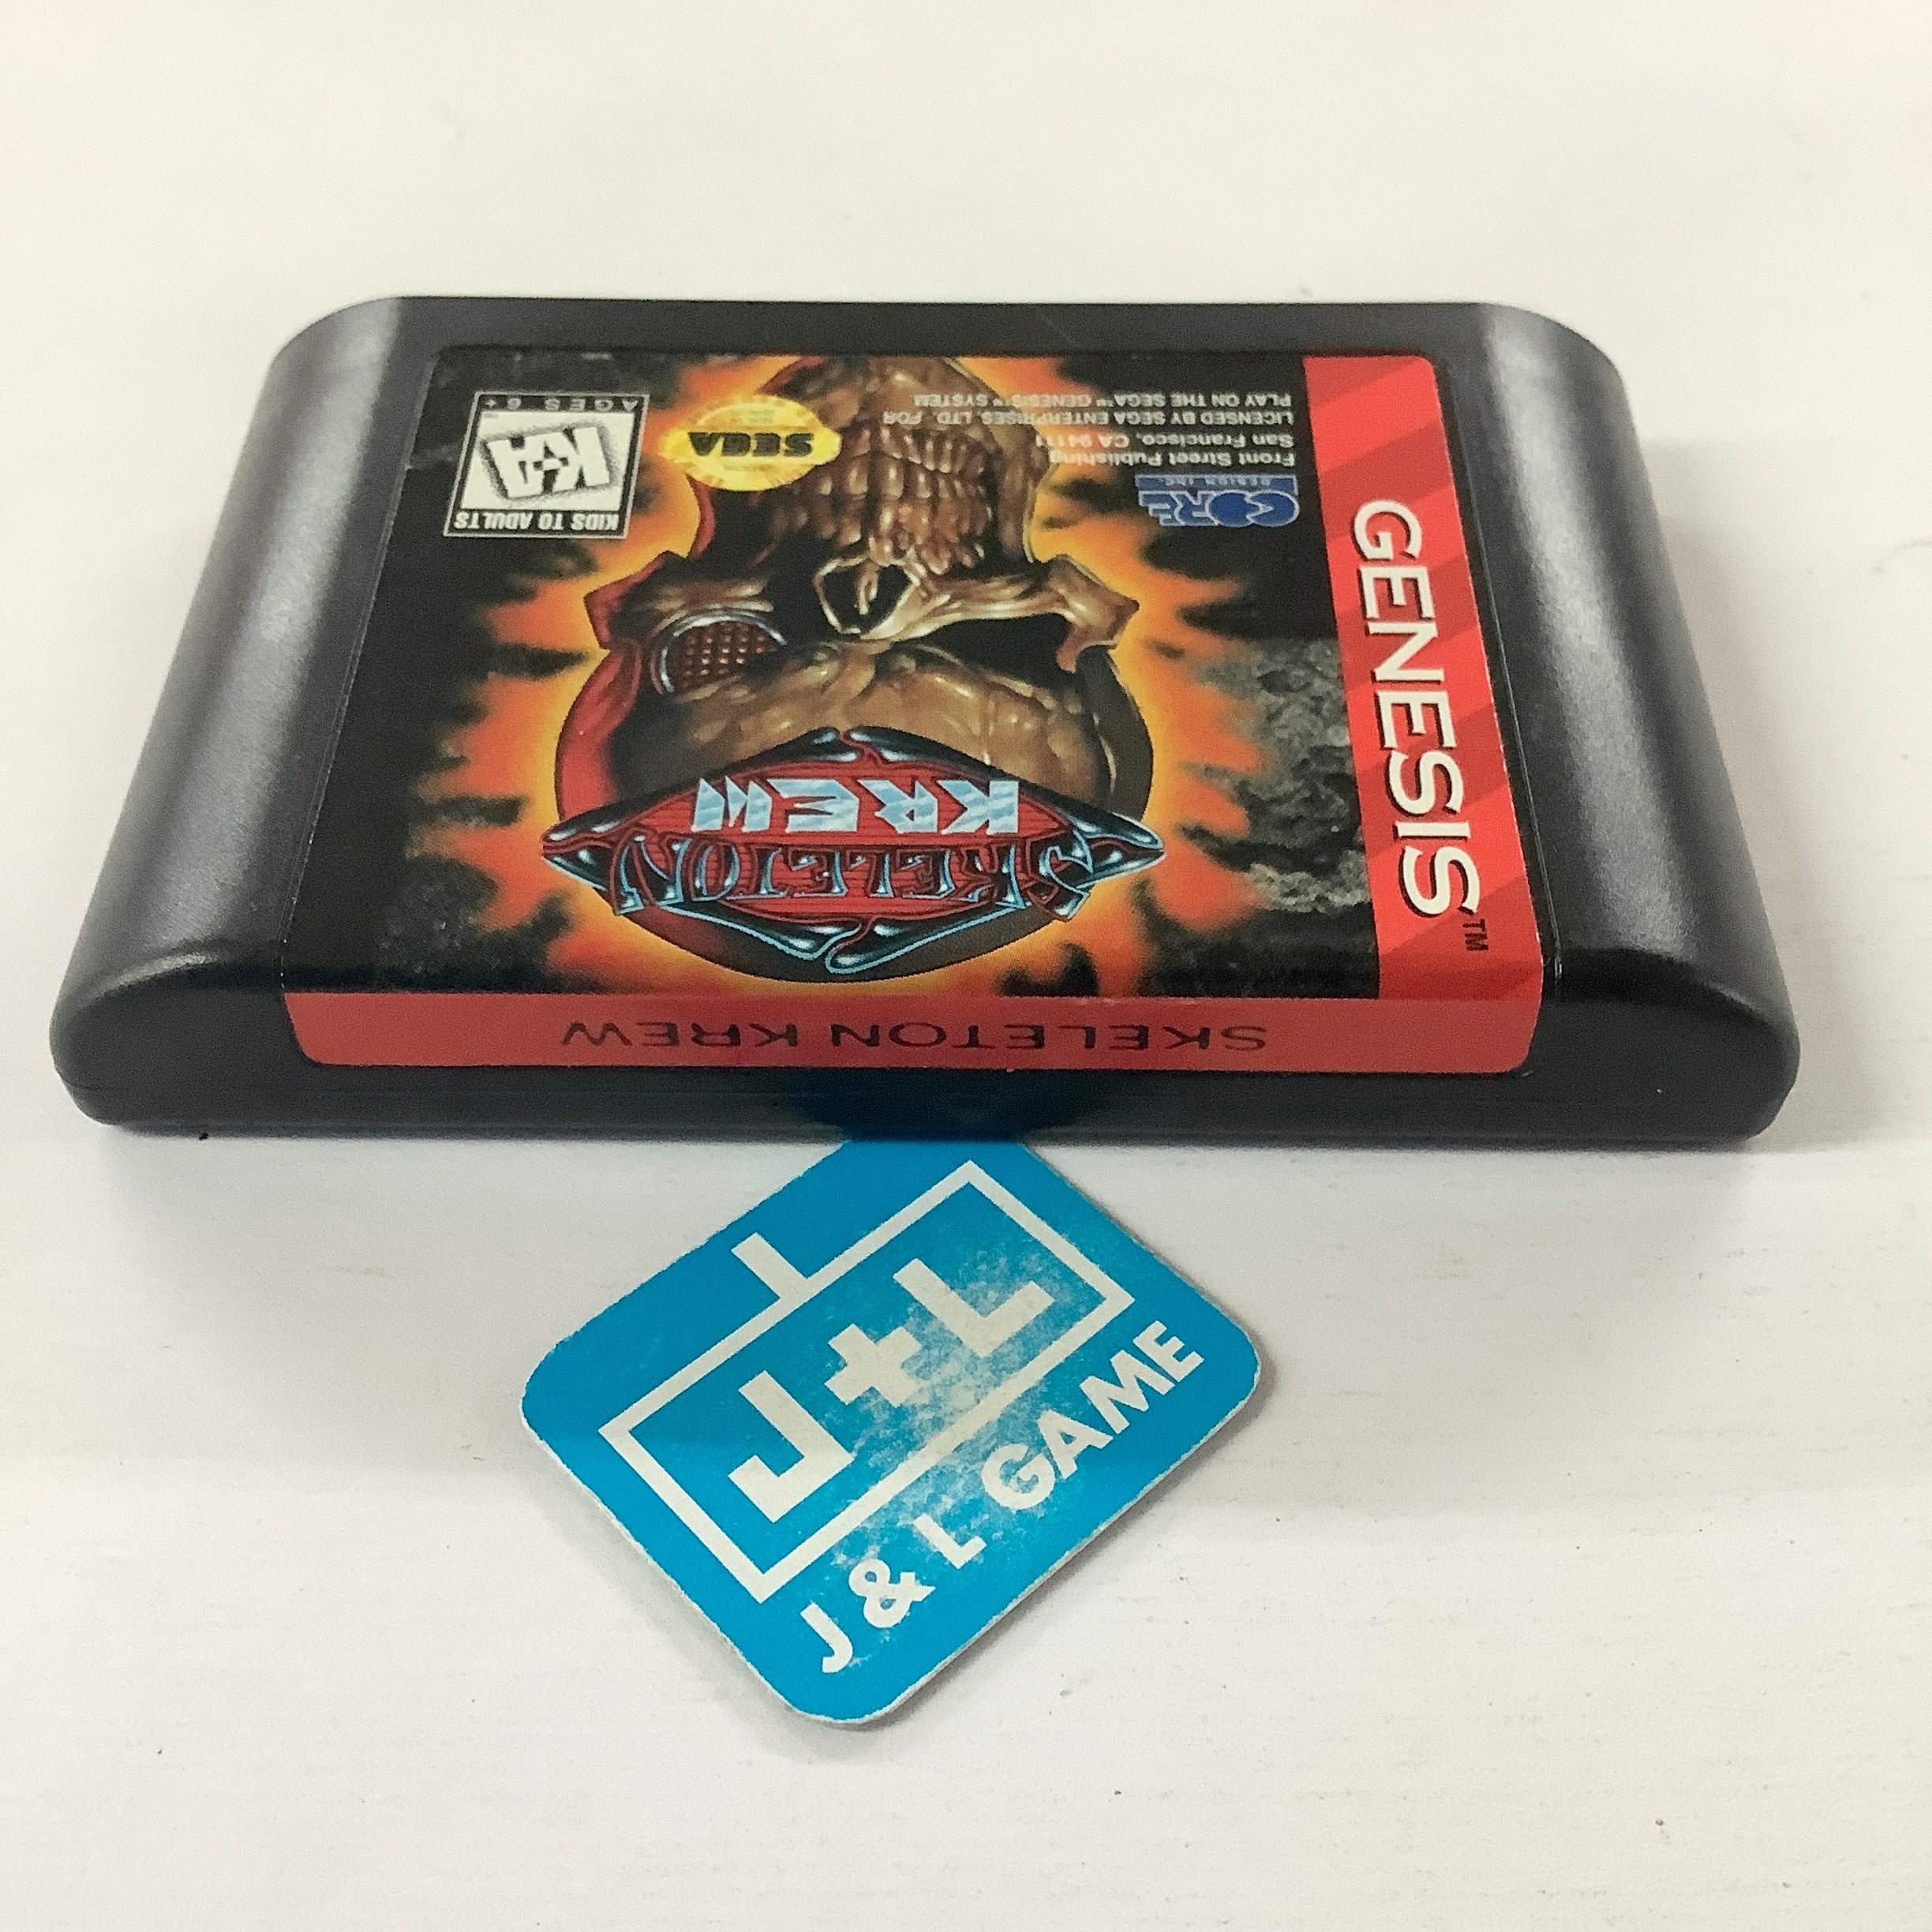 SKELETON KREW
GENESIS™
SKELETON
KREW
CORE
DESIGN INC.
Front Street Publishing
San Francisco, CA 94111
LICENSED BY SEGA ENTERPRISES, LTD. FOR
PLAY ON THE SEGA™ GENESIS™ SYSTEM
SEGA
KIDS TO ADULTS
K-A
AGES 6+
J+L
J & L GAME